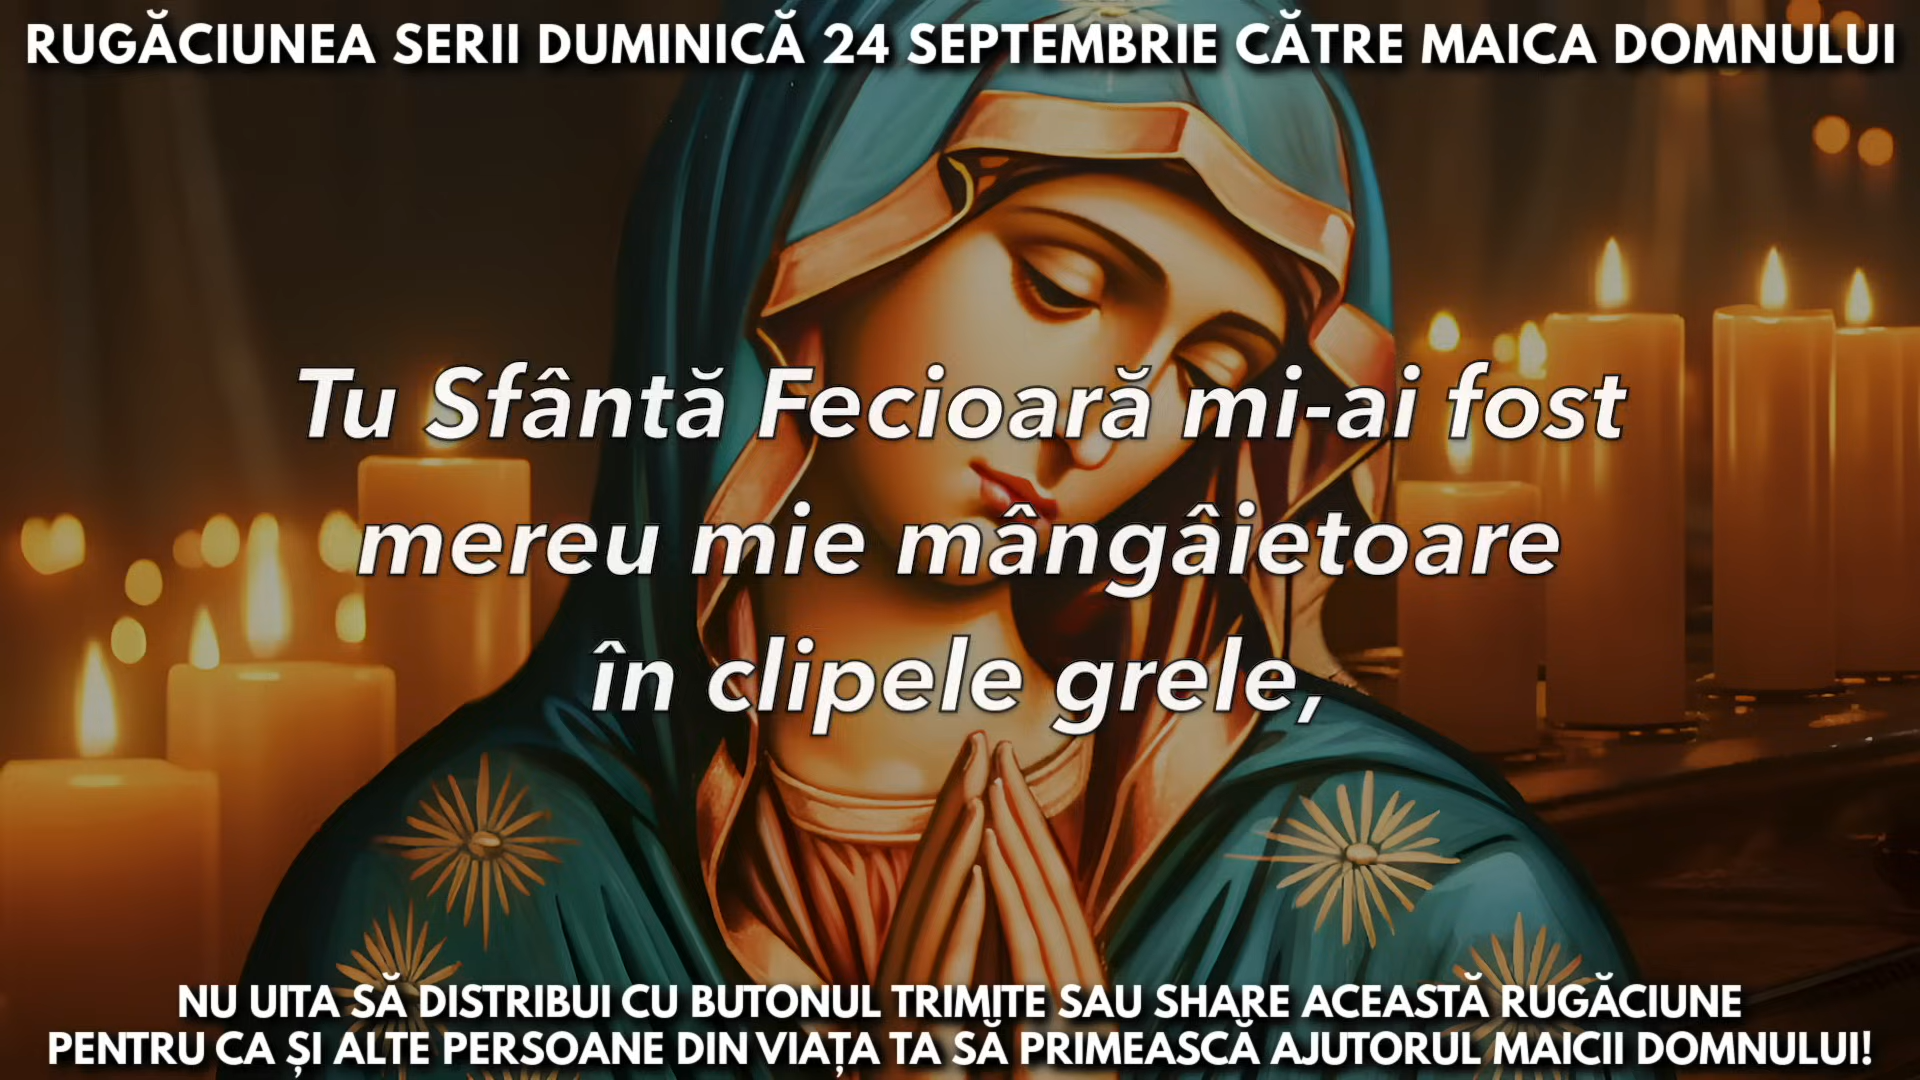 RUGĂCIUNEA SERII DUMINICĂ 24 SEPTEMBRIE CĂTRE MAICA DOMNULUI
Tu Sfântă Fecioară mi-ai fost
mereu mie mângâietoare
în clipele grele,
NU UITA SĂ DISTRIBUI CU BUTONUL TRIMITE SAU SHARE ACEASTĂ RUGĂCIUNE
PENTRU CA ȘI ALTE PERSOANE DIN VIAȚA TA SĂ PRIMEASCĂ AJUTORUL MAICII DOMNULUI!